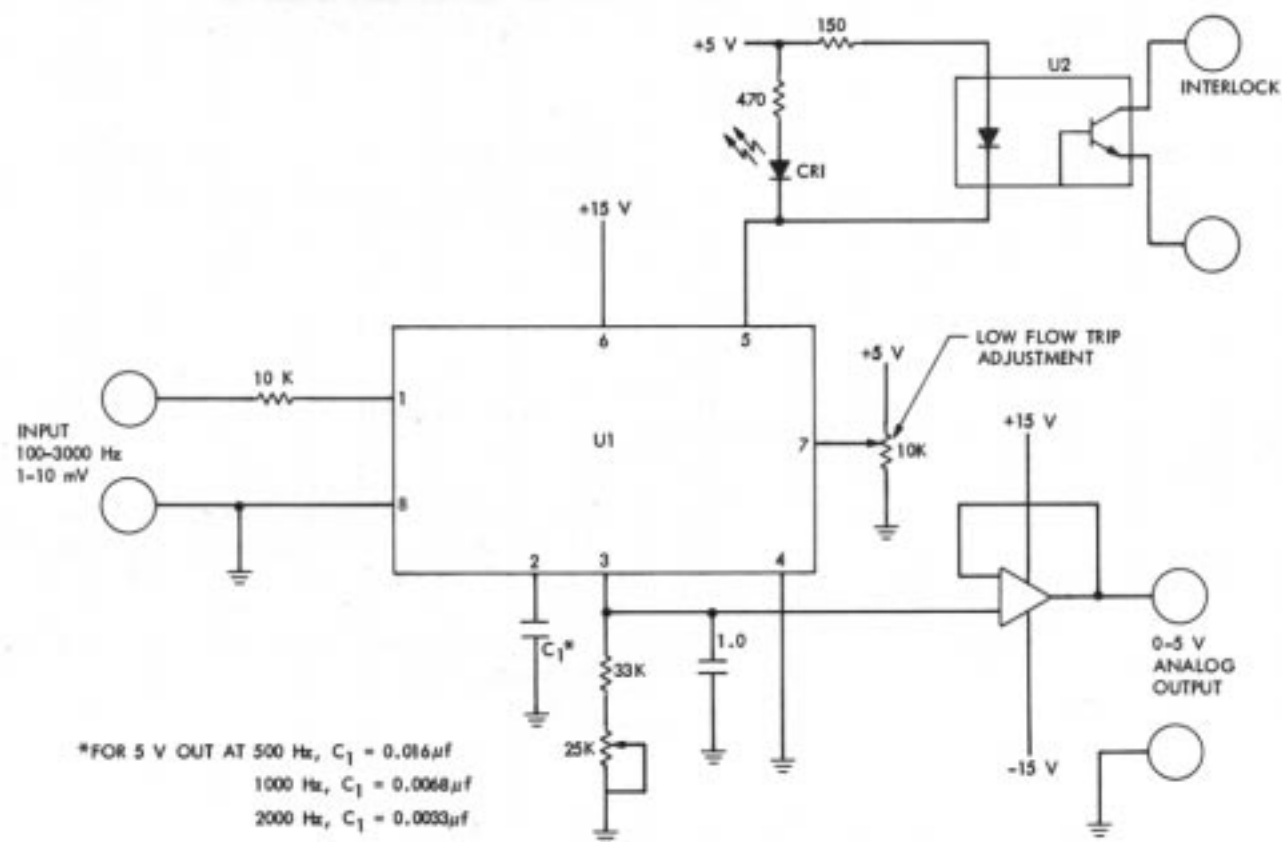 150
+5 V
U2
INTERLOCK
470
CR1
+15 V
6
5
LOW FLOW TRIP
ADJUSTMENT
+5 V
10 K
1
INPUT
100-3000 Hz
1-10 mV
U1
7
10K
+15 V
8
2
3
4
C1*
33K
1.0
0-5 V
ANALOG
OUTPUT
25K
-15 V
*FOR 5 V OUT AT 500 Hz, C1 = 0.016μf
1000 Hz, C1 = 0.0068μf
2000 Hz, C1 = 0.0033μf